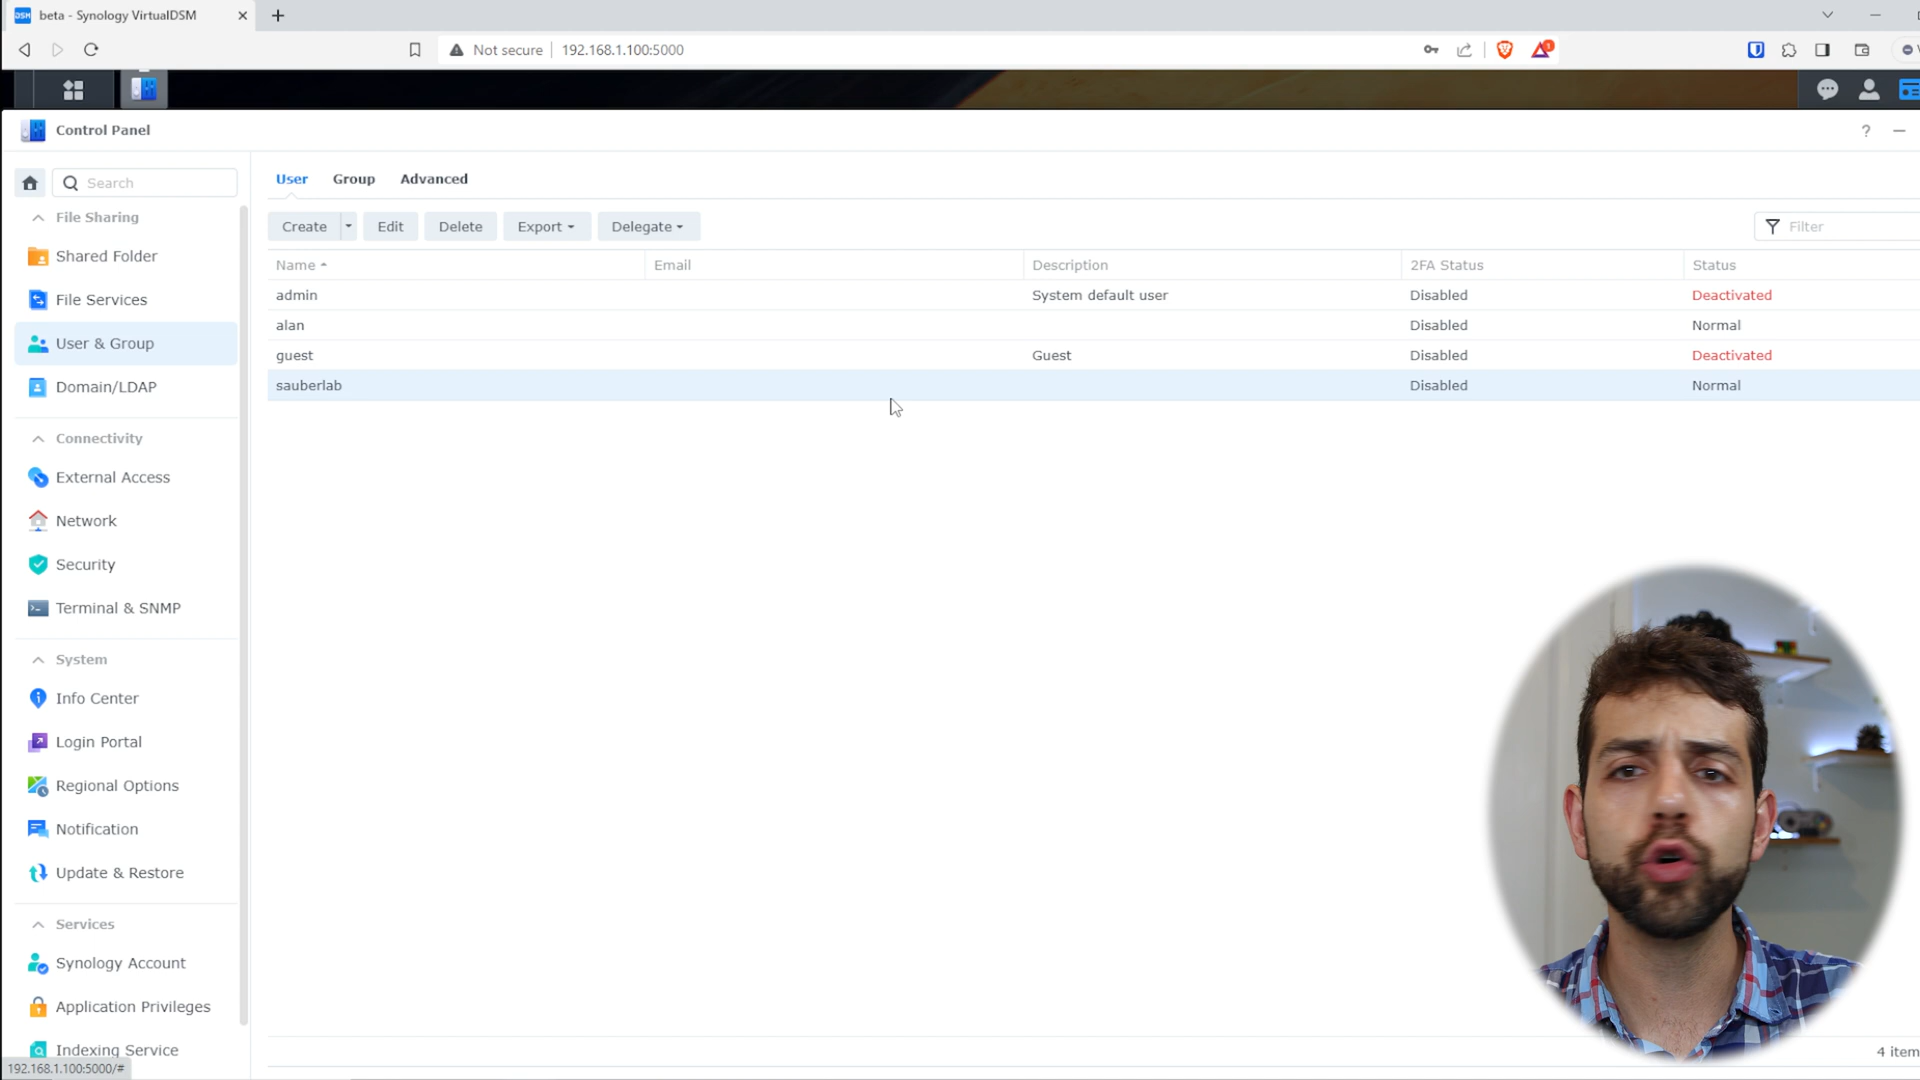 beta - Synology VirtualDSM
Not secure 192.168.1.100:5000
Control Panel
Search
File Sharing
Shared Folder
File Services
User & Group
Domain/LDAP
Connectivity
External Access
Network
Security
Terminal & SNMP
System
Info Center
Login Portal
Regional Options
Notification
Update & Restore
Services
Synology Account
Application Privileges
Indexing Service
192.168.1.100:5000/#
User Group Advanced
Create Edit Delete Export Delegate Filter
Name Email Description 2FA Status Status
admin System default user Disabled Deactivated
alan Disabled Normal
guest Guest Disabled Deactivated
sauberlab Disabled Normal
4 item